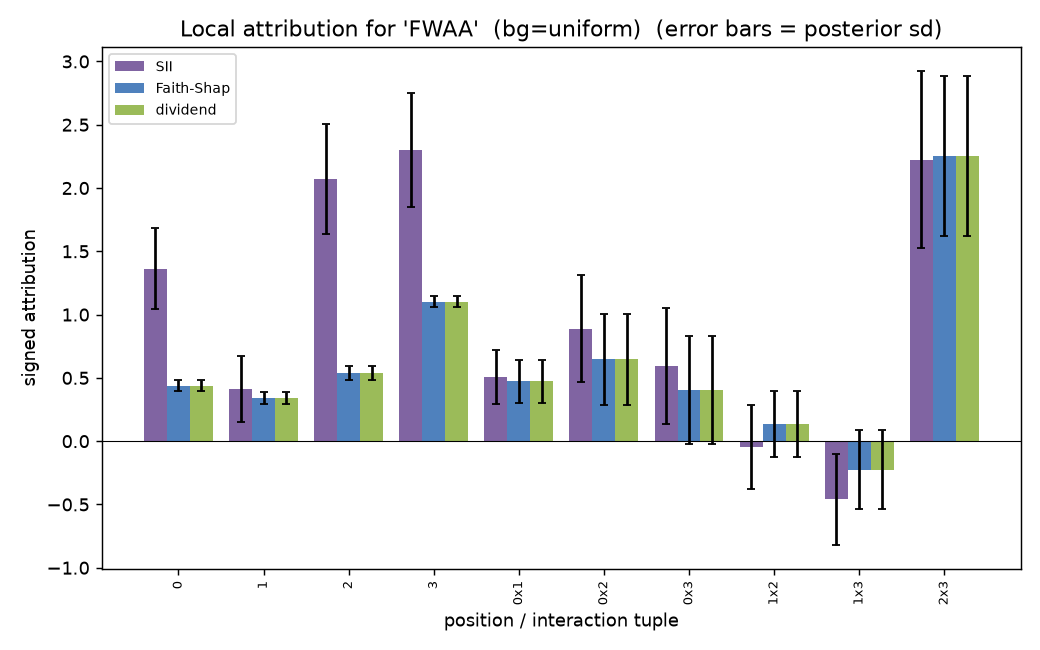 Local attribution for 'FWAA'  (bg=uniform)  (error bars = posterior sd)
SII
Faith-Shap
dividend
3.0
2.5
2.0
1.5
1.0
0.5
0.0
−0.5
−1.0
signed attribution
0
1
2
3
0x1
0x2
0x3
1x2
1x3
2x3
position / interaction tuple